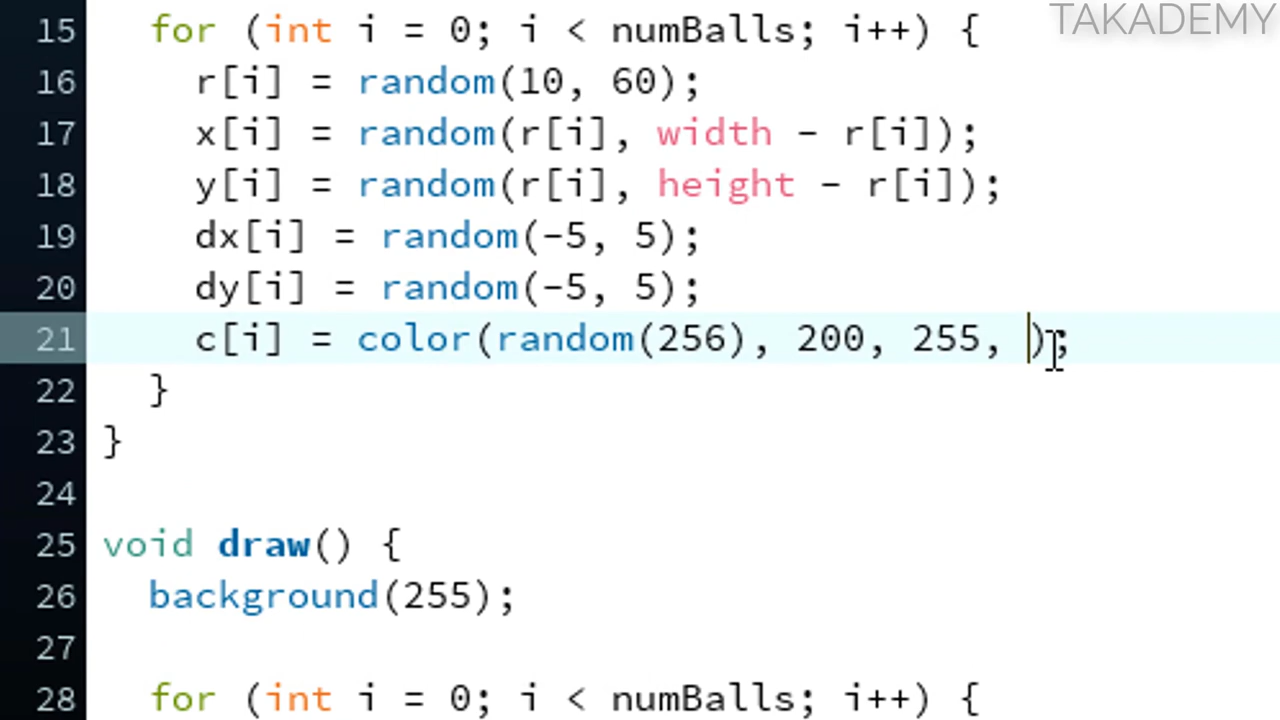 TAKADEMY
15 for (int i = 0; i < numBalls; i++) {
16 r[i] = random(10, 60);
17 x[i] = random(r[i], width - r[i]);
18 y[i] = random(r[i], height - r[i]);
19 dx[i] = random(-5, 5);
20 dy[i] = random(-5, 5);
21 c[i] = color(random(256), 200, 255, );
22 }
23 }
24
25 void draw() {
26 background(255);
27
28 for (int i = 0; i < numBalls; i++) {